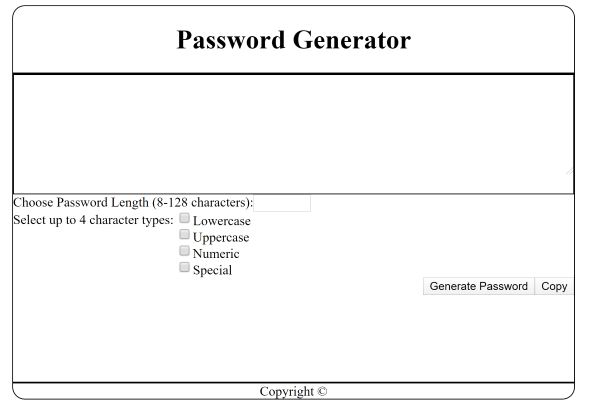 Password Generator
Choose Password Length (8-128 characters):
Select up to 4 character types: Lowercase
Uppercase
Numeric
Special
Generate Password Copy
Copyright ©